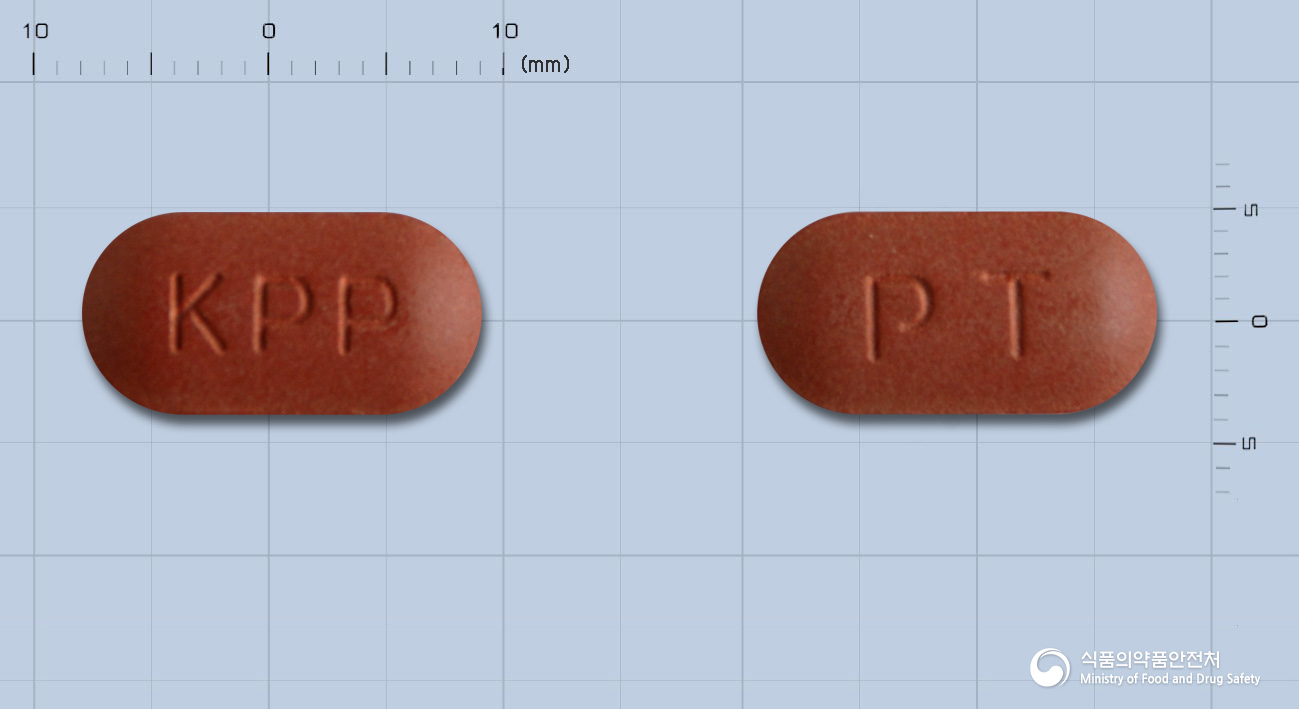 10 0 10
(mm)
5
0
5
KPP
PT
식품의약품안전처
Ministry of Food and Drug Safety